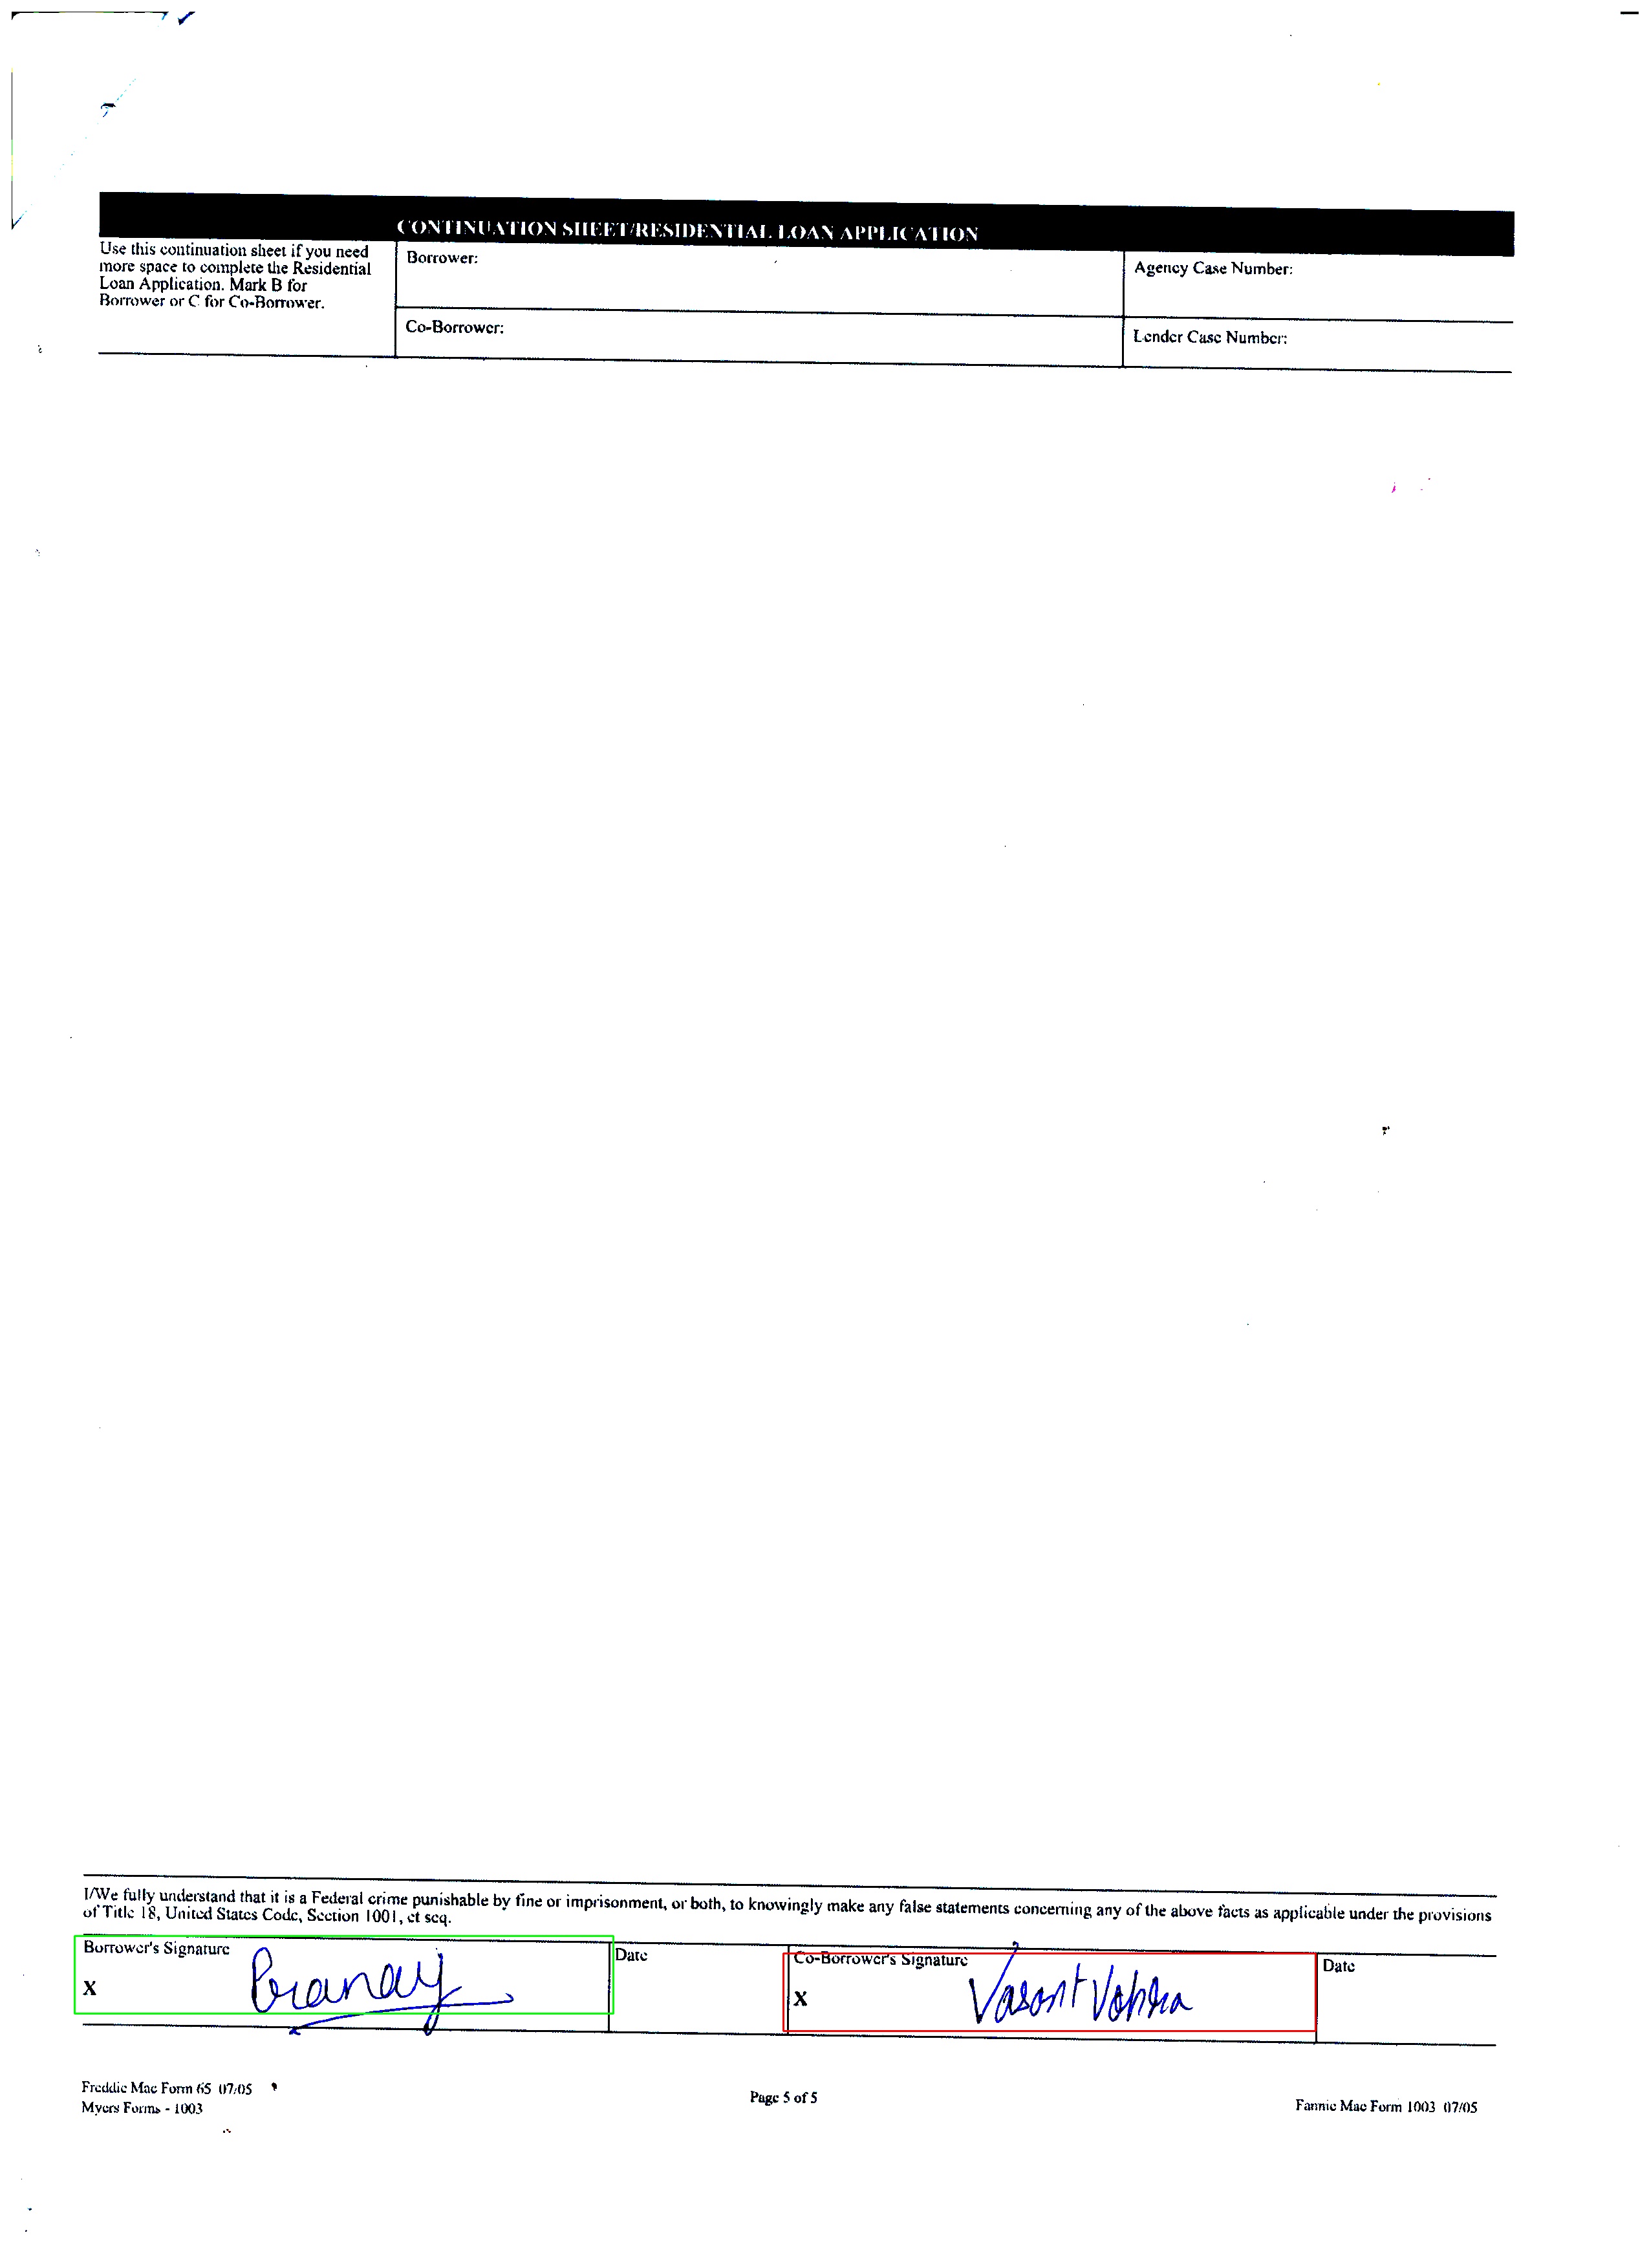 CONTINUATION SHEET/RESIDENTIAL LOAN APPLICATION
Use this continuation sheet if you need
more space to complete the Residential
Loan Application. Mark B for
Borrower or C for Co-Borrower.
Borrower:
Agency Case Number:
Co-Borrower:
Lender Case Number:
I/We fully understand that it is a Federal crime punishable by fine or imprisonment, or both, to knowingly make any false statements concerning any of the above facts as applicable under the provisions
of Title 18, United States Code, Section 1001, et seq.
Borrower's Signature
X Pranay
Date
Co-Borrower's Signature
X Vasant Vohra
Date
Freddie Mac Form 65 07/05
Myers Forms - 1003
Page 5 of 5
Fannie Mae Form 1003 07/05